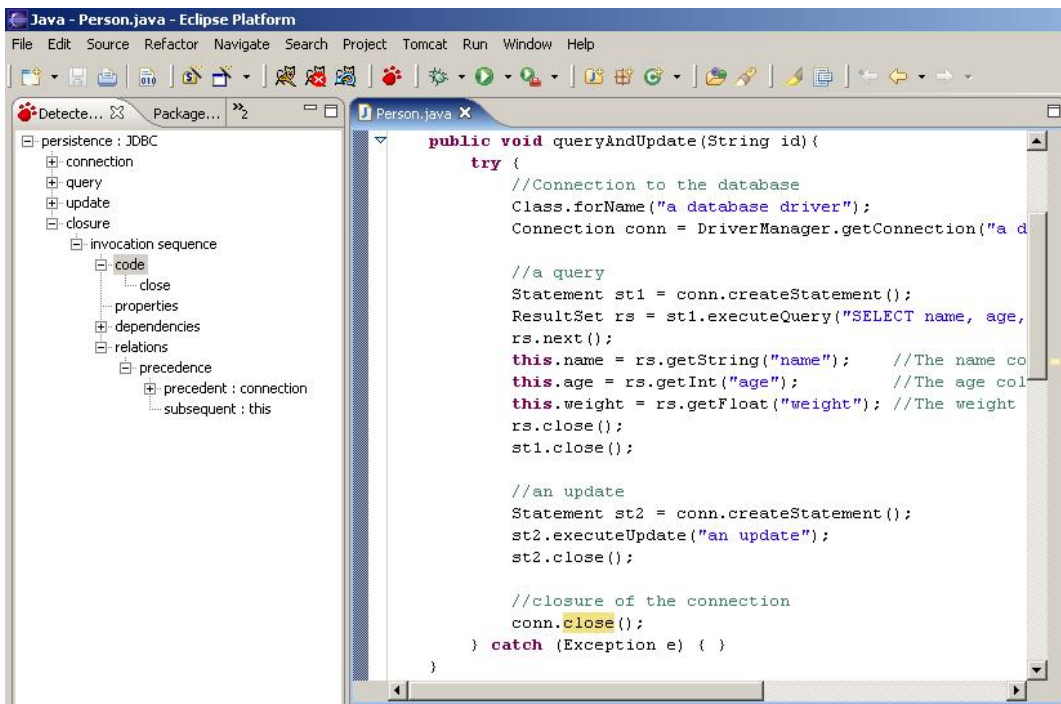 Java - Person.java - Eclipse Platform
File Edit Source Refactor Navigate Search Project Tomcat Run Window Help
Detecte... Package... »2
persistence : JDBC
connection
query
update
closure
invocation sequence
code
close
properties
dependencies
relations
precedence
precedent : connection
subsequent : this
Person.java
public void queryAndUpdate(String id){
try {
//Connection to the database
Class.forName("a database driver");
Connection conn = DriverManager.getConnection("a d
//a query
Statement st1 = conn.createStatement();
ResultSet rs = st1.executeQuery("SELECT name, age,
rs.next();
this.name = rs.getString("name"); //The name co
this.age = rs.getInt("age"); //The age col
this.weight = rs.getFloat("weight"); //The weight
rs.close();
st1.close();
//an update
Statement st2 = conn.createStatement();
st2.executeUpdate("an update");
st2.close();
//closure of the connection
conn.close();
} catch (Exception e) { }
}